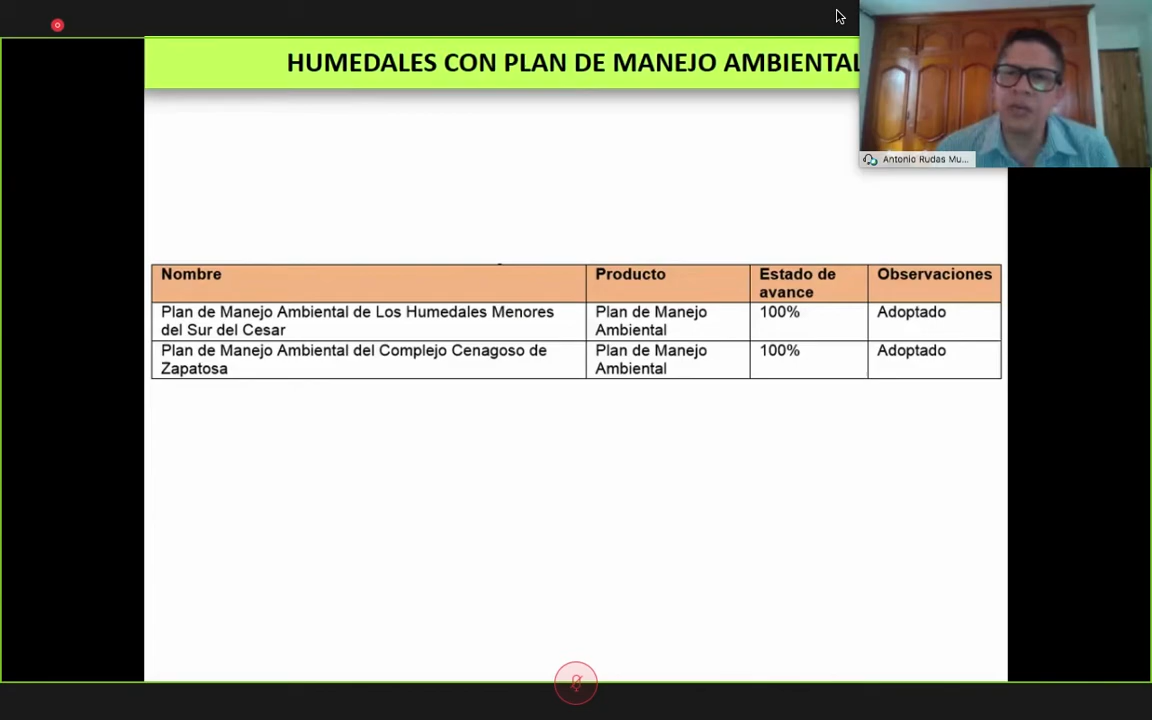 HUMEDALES CON PLAN DE MANEJO AMBIENTAL
Antonio Rudas Mu...
Nombre
Producto
Estado de
avance
Observaciones
Plan de Manejo Ambiental de Los Humedales Menores
del Sur del Cesar
Plan de Manejo
Ambiental
100%
Adoptado
Plan de Manejo Ambiental del Complejo Cenagoso de
Zapatosa
Plan de Manejo
Ambiental
100%
Adoptado